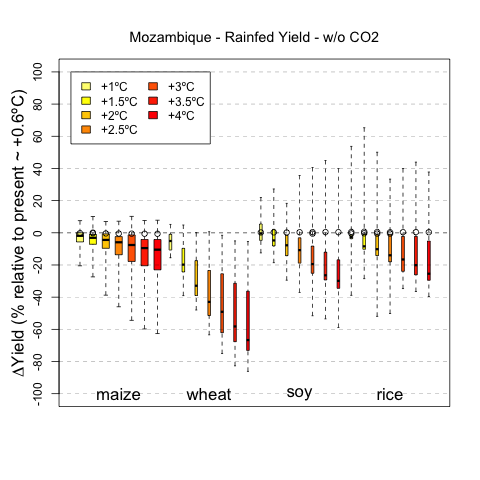 Mozambique - Rainfed Yield - w/o CO2
ΔYield (% relative to present ~ +0.6ºC)
100
80
60
40
20
0
-20
-40
-60
-80
-100
+1ºC
+1.5ºC
+2ºC
+2.5ºC
+3ºC
+3.5ºC
+4ºC
maize wheat soy rice